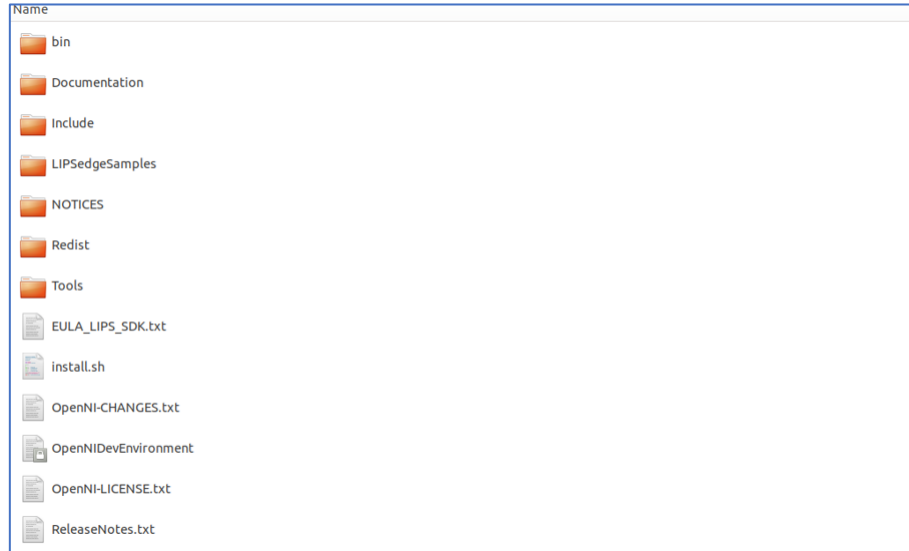 Name
bin
Documentation
Include
LIPSedgeSamples
NOTICES
Redist
Tools
EULA_LIPS_SDK.txt
install.sh
OpenNI-CHANGES.txt
OpenNIDevEnvironment
OpenNI-LICENSE.txt
ReleaseNotes.txt